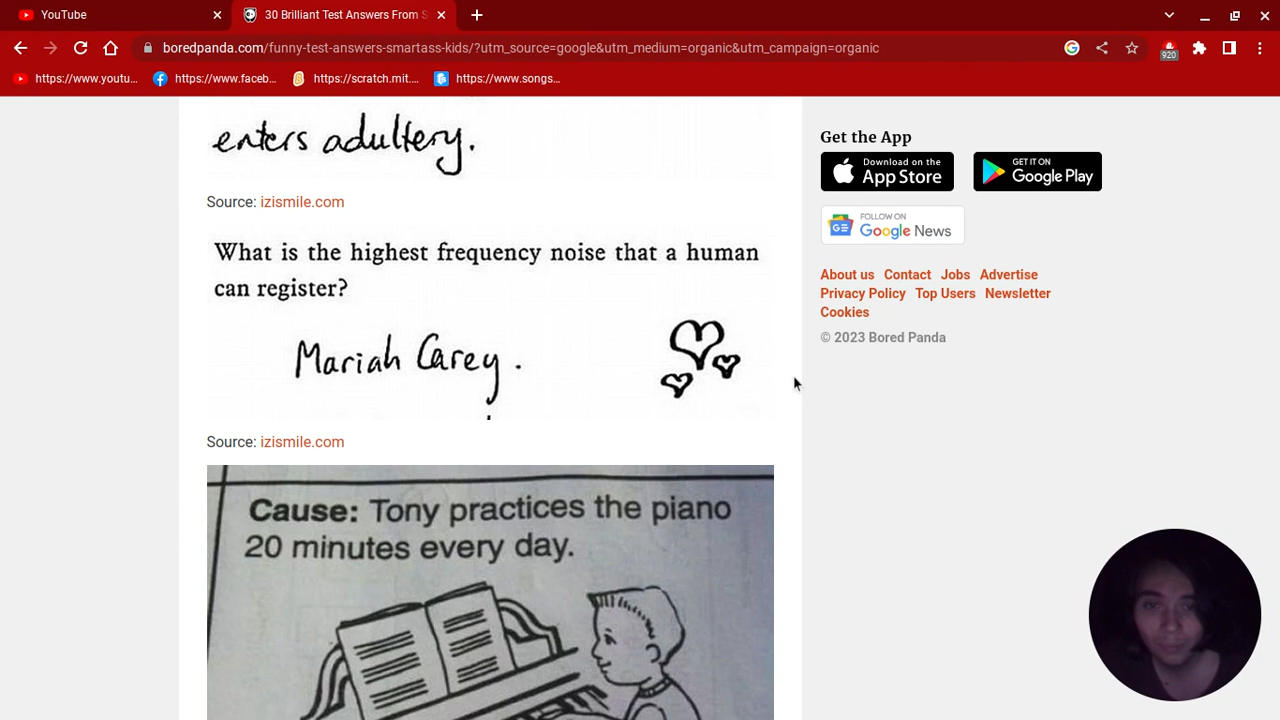 YouTube
30 Brilliant Test Answers From S
boredpanda.com/funny-test-answers-smartass-kids/?utm_source=google&utm_medium=organic&utm_campaign=organic
920
https://www.youtu...
https://www.faceb...
https://scratch.mit....
https://www.songs...
enters adultery.
Source: izismile.com
What is the highest frequency noise that a human
can register?
Mariah Carey.
Source: izismile.com
Cause: Tony practices the piano
20 minutes every day.
Get the App
Download on the
App Store
GET IT ON
Google Play
FOLLOW ON
GE
Google News
About us Contact Jobs Advertise
Privacy Policy Top Users Newsletter
Cookies
© 2023 Bored Panda